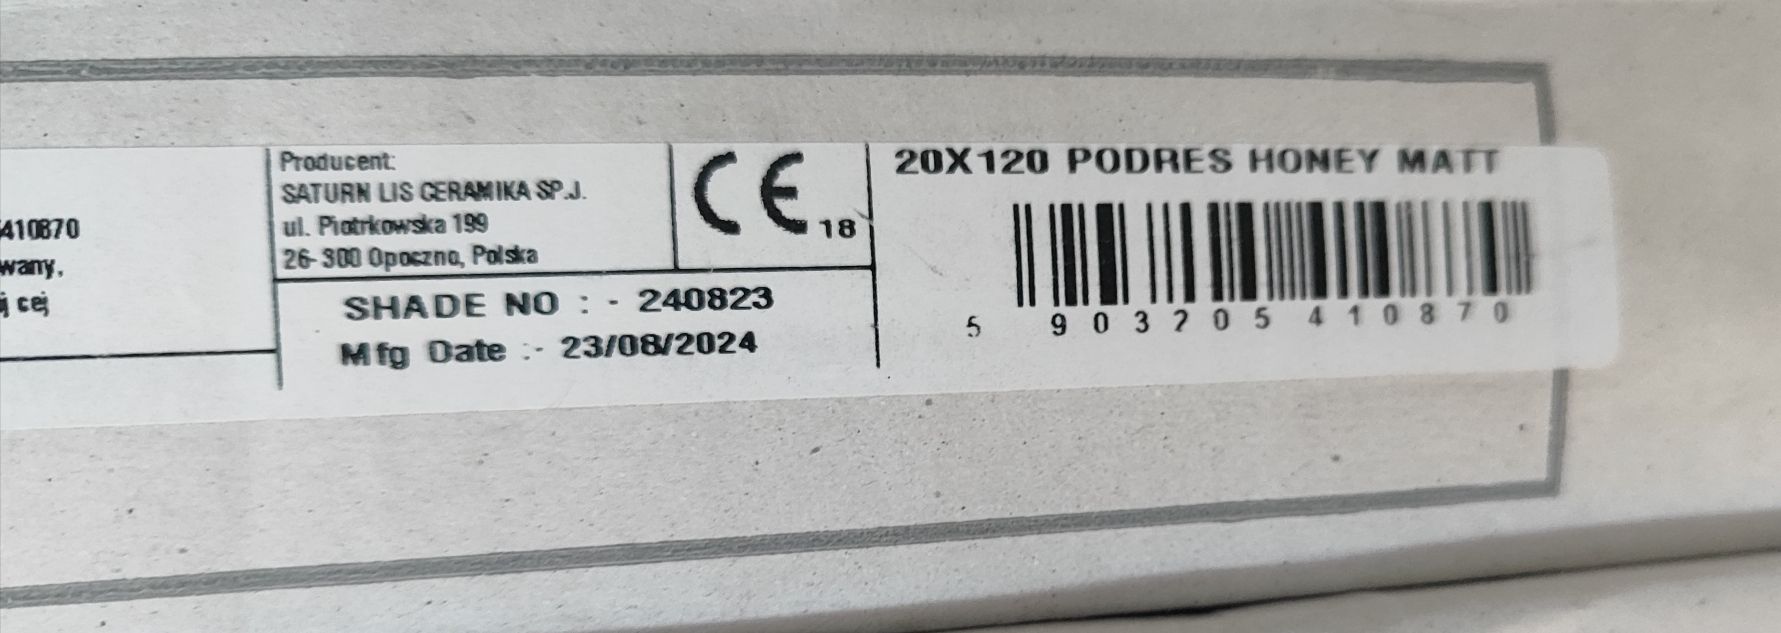 410870
wany,
j cej
Producent:
SATURN LIS CERAMIKA SP.J.
ul. Piotrkowska 199
26-300 Opoczno, Polska
CE 18
SHADE NO : - 240823
Mfg Date :- 23/08/2024
20X120 PODRES HONEY MATT
5 903205 410870